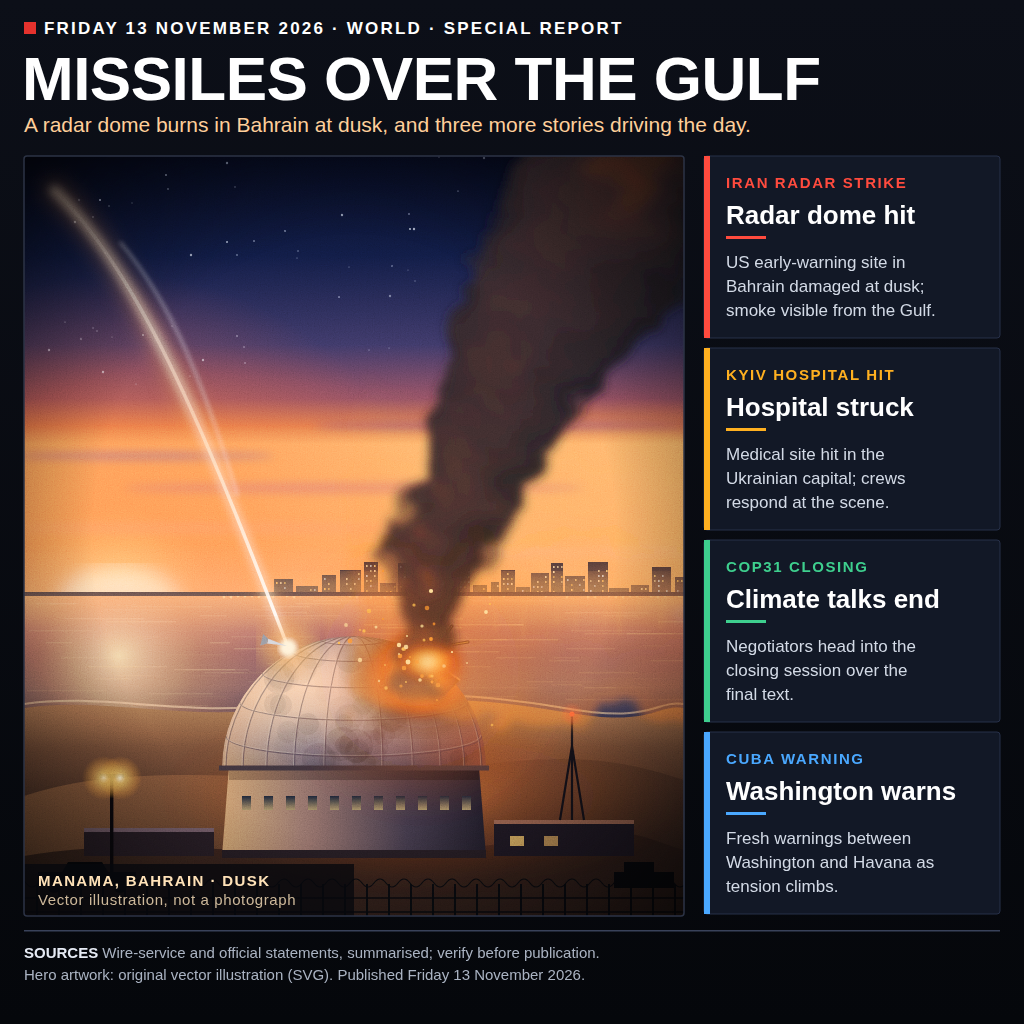 FRIDAY 13 NOVEMBER 2026 · WORLD · SPECIAL REPORT
MISSILES OVER THE GULF
A radar dome burns in Bahrain at dusk, and three more stories driving the day.
IRAN RADAR STRIKE
Radar dome hit
US early-warning site in
Bahrain damaged at dusk;
smoke visible from the Gulf.
KYIV HOSPITAL HIT
Hospital struck
Medical site hit in the
Ukrainian capital; crews
respond at the scene.
COP31 CLOSING
Climate talks end
Negotiators head into the
closing session over the
final text.
CUBA WARNING
Washington warns
Fresh warnings between
Washington and Havana as
tension climbs.
MANAMA, BAHRAIN · DUSK
Vector illustration, not a photograph
SOURCES Wire-service and official statements, summarised; verify before publication.
Hero artwork: original vector illustration (SVG). Published Friday 13 November 2026.